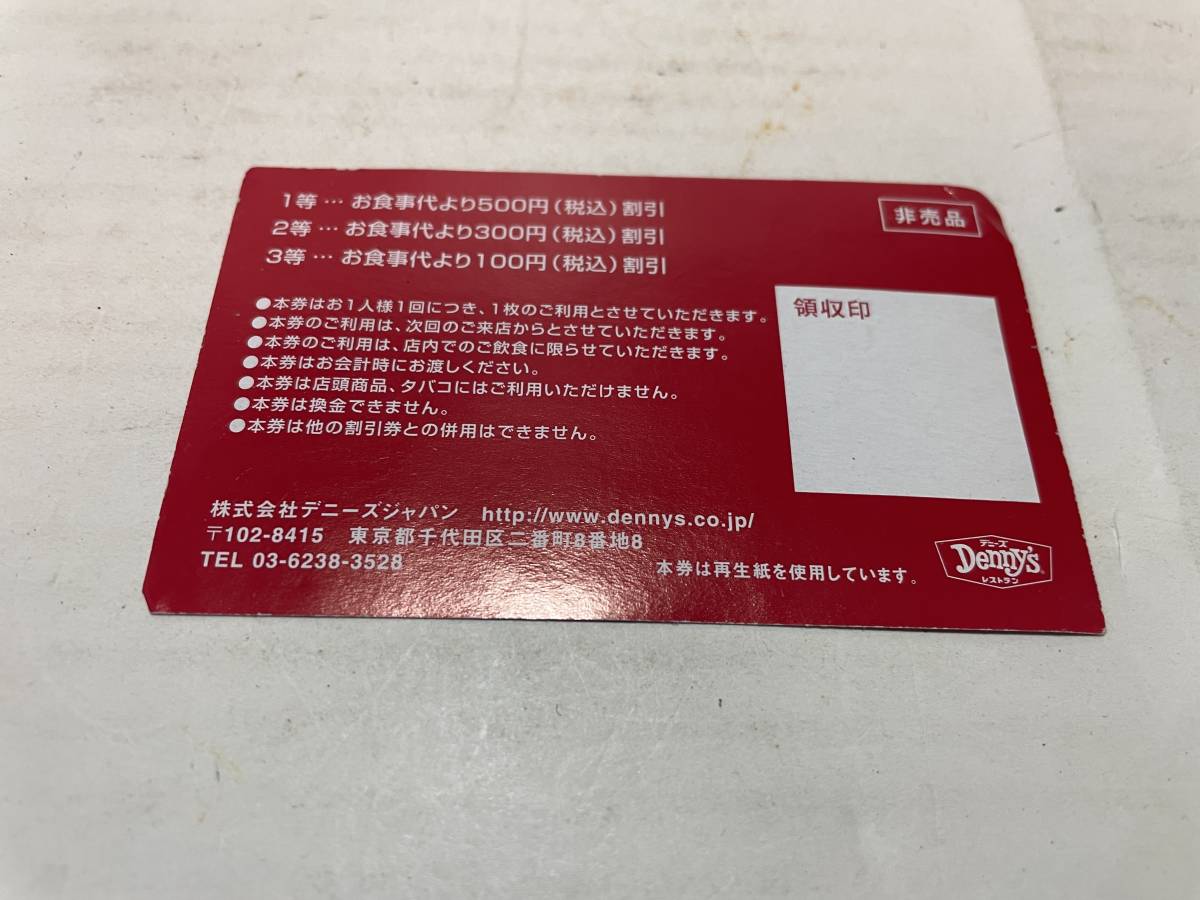 1等 … お食事代より500円（税込）割引
2等 … お食事代より300円（税込）割引
3等 … お食事代より100円（税込）割引
非売品
領収印
●本券はお1人様1回につき、1枚のご利用とさせていただきます。
●本券のご利用は、次回のご来店からとさせていただきます。
●本券のご利用は、店内でのご飲食に限らせていただきます。
●本券はお会計時にお渡しください。
●本券は店頭商品、タバコにはご利用いただけません。
●本券は換金できません。
●本券は他の割引券との併用はできません。
株式会社デニーズジャパン http://www.dennys.co.jp/
〒102-8415 東京都千代田区二番町8番地8
TEL 03-6238-3528
本券は再生紙を使用しています。
デニーズ
Denny's
レストラン